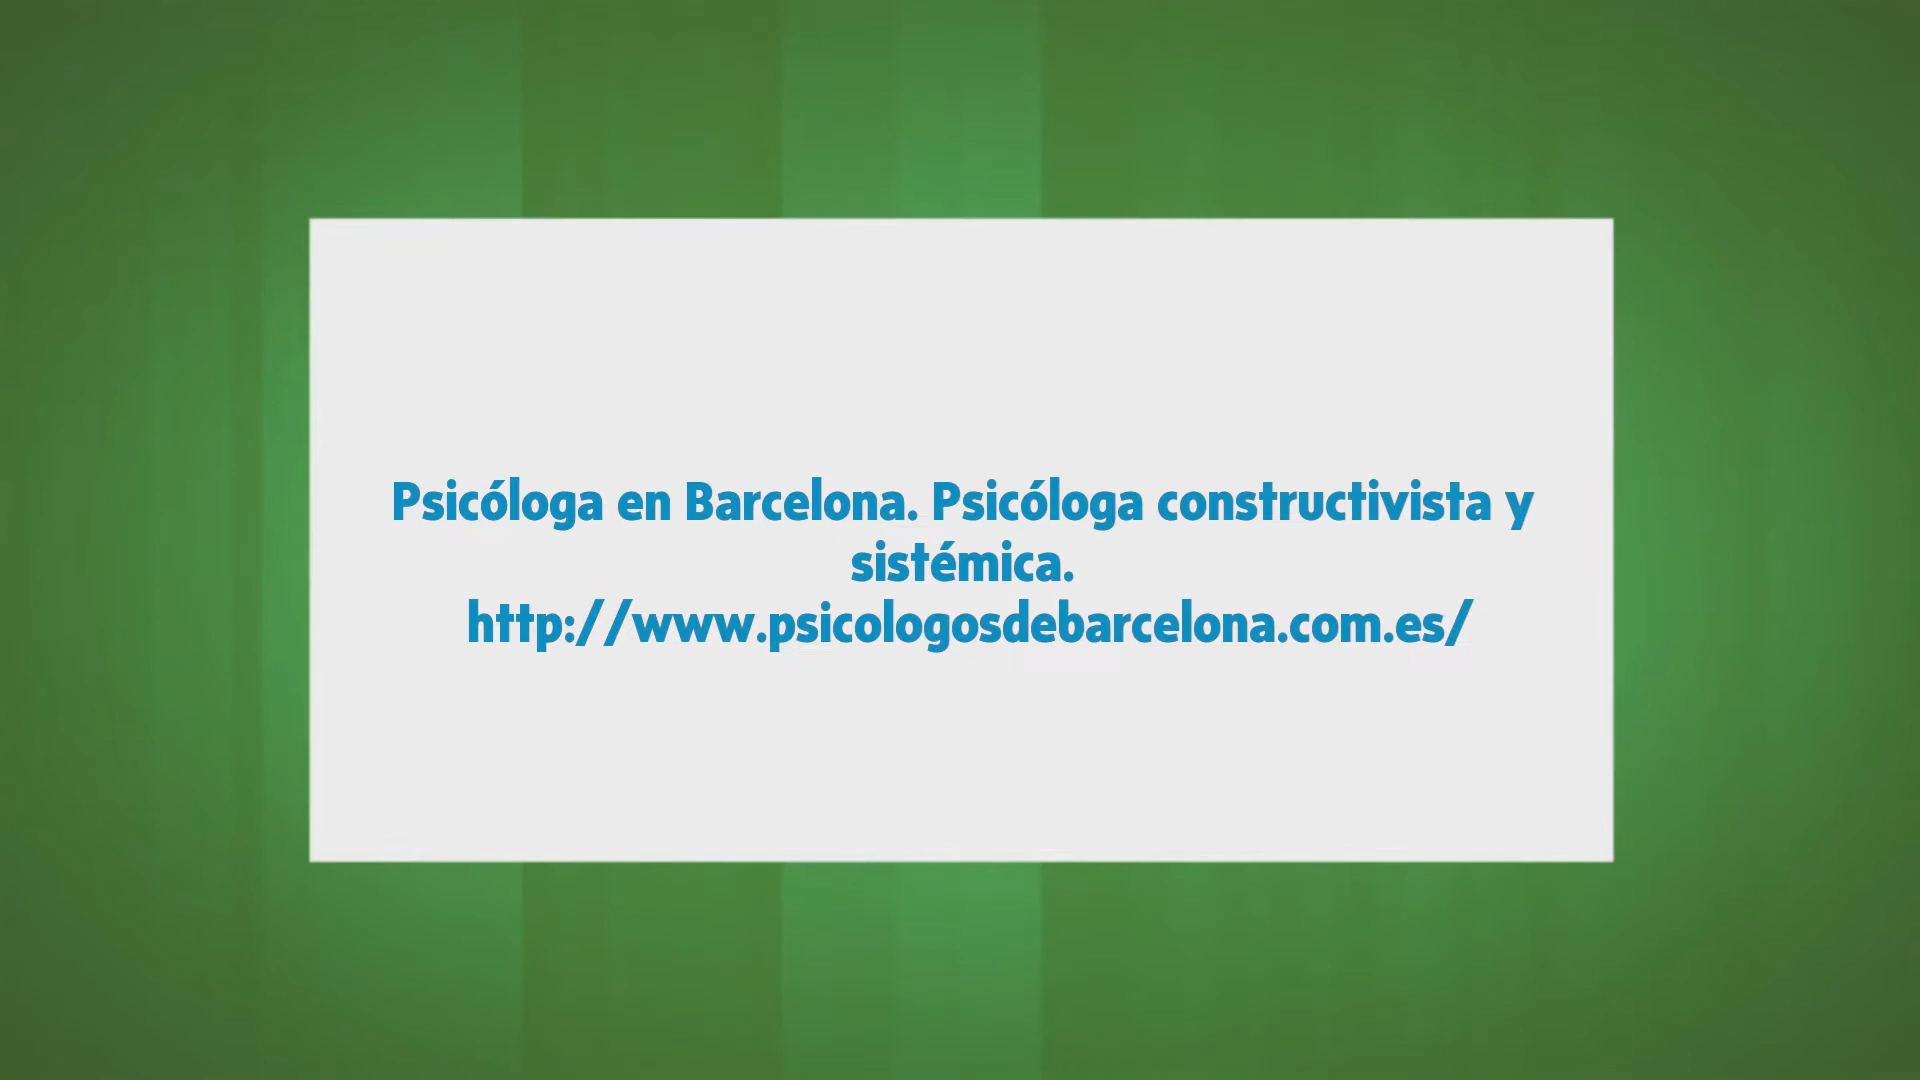 Psicóloga en Barcelona. Psicóloga constructivista y
sistémica.
http://www.psicologosdebarcelona.com.es/